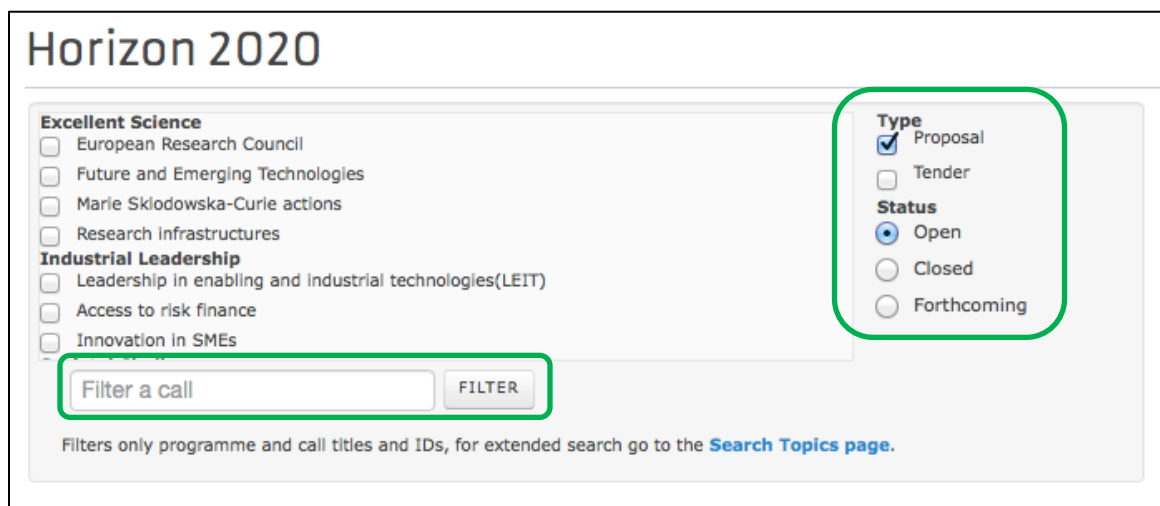 Horizon 2020
Excellent Science
European Research Council
Future and Emerging Technologies
Marie Sklodowska-Curie actions
Research infrastructures
Industrial Leadership
Leadership in enabling and industrial technologies(LEIT)
Access to risk finance
Innovation in SMEs
Type
Proposal
Tender
Status
Open
Closed
Forthcoming
Filter a call
FILTER
Filters only programme and call titles and IDs, for extended search go to the Search Topics page.